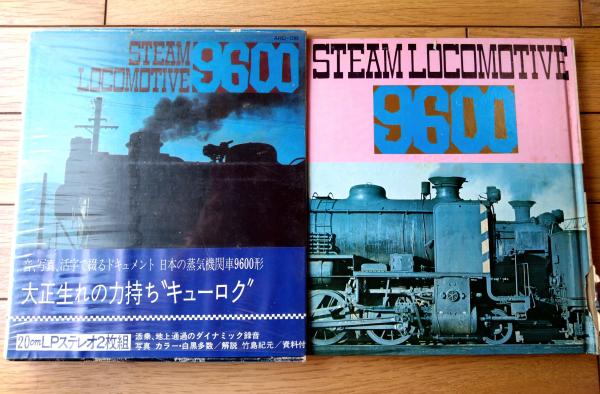 STEAM
LOCOMOTIVE 9600
音、写真、活字で綴るドキュメント 日本の蒸気機関車9600形
大正生れの力持ち“キューロク”
20cm LPステレオ2枚組
添乗、地上通過のダイナミック録音
写真 カラー・白黒多数/解説 竹島紀元/資料付
STEAM LOCOMOTIVE
9600